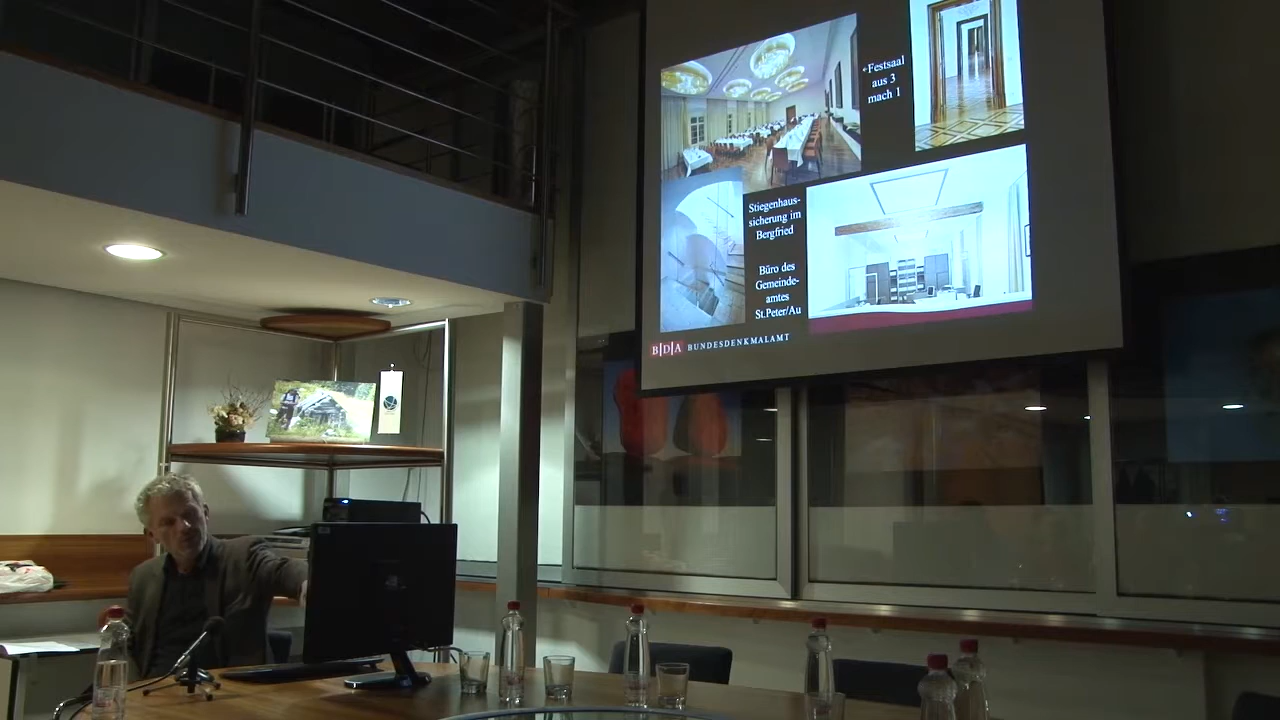 ←Festsaal
aus 3
mach 1
Stiegenhaus-
sicherung im
Bergfried
Büro des
Gemeinde-
amtes
St.Peter/Au
B|D|A BUNDESDENKMALAMT